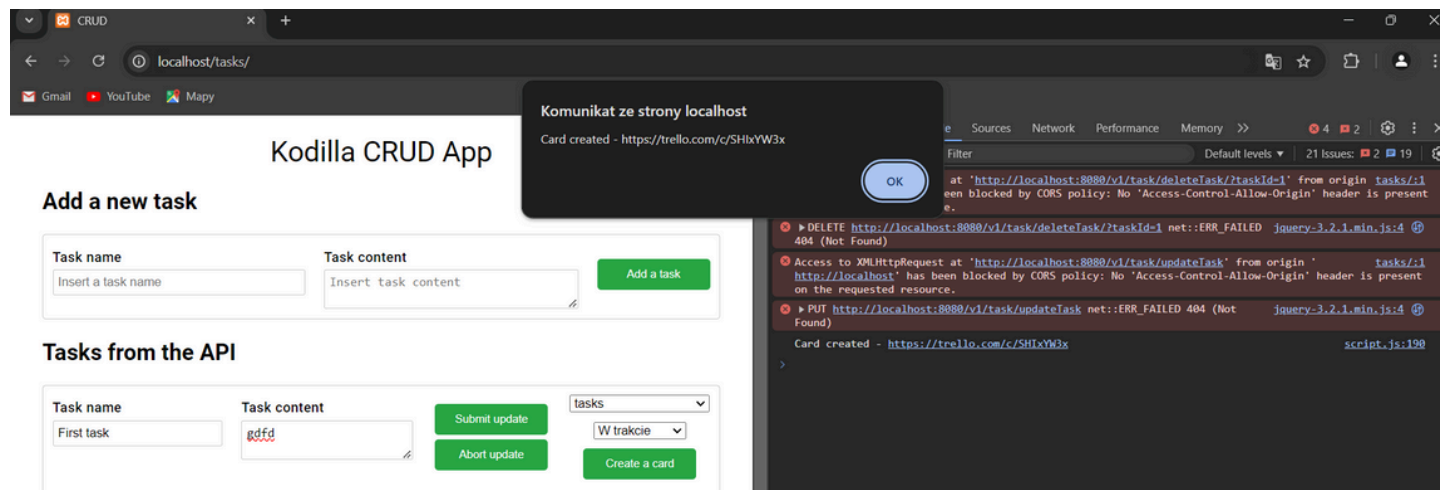 CRUD
localhost/tasks/
Gmail YouTube Mapy
Komunikat ze strony localhost
Card created - https://trello.com/c/SHIxYW3x
OK
Kodilla CRUD App
Add a new task
Task name Task content
Insert a task name Insert task content Add a task
Tasks from the API
Task name Task content
First task gdfd
Submit update
Abort update
tasks
W trakcie
Create a card
e Sources Network Performance Memory 4 2
Filter Default levels 21 Issues: 2 19
at 'http://localhost:8080/v1/task/deleteTask/?taskId=1' from origin tasks/:1
een blocked by CORS policy: No 'Access-Control-Allow-Origin' header is present
e.
DELETE http://localhost:8080/v1/task/deleteTask/?taskId=1 net::ERR_FAILED jquery-3.2.1.min.js:4
404 (Not Found)
Access to XMLHttpRequest at 'http://localhost:8080/v1/task/updateTask' from origin ' tasks/:1
http://localhost' has been blocked by CORS policy: No 'Access-Control-Allow-Origin' header is present
on the requested resource.
PUT http://localhost:8080/v1/task/updateTask net::ERR_FAILED 404 (Not jquery-3.2.1.min.js:4
Found)
Card created - https://trello.com/c/SHIxYW3x script.js:190